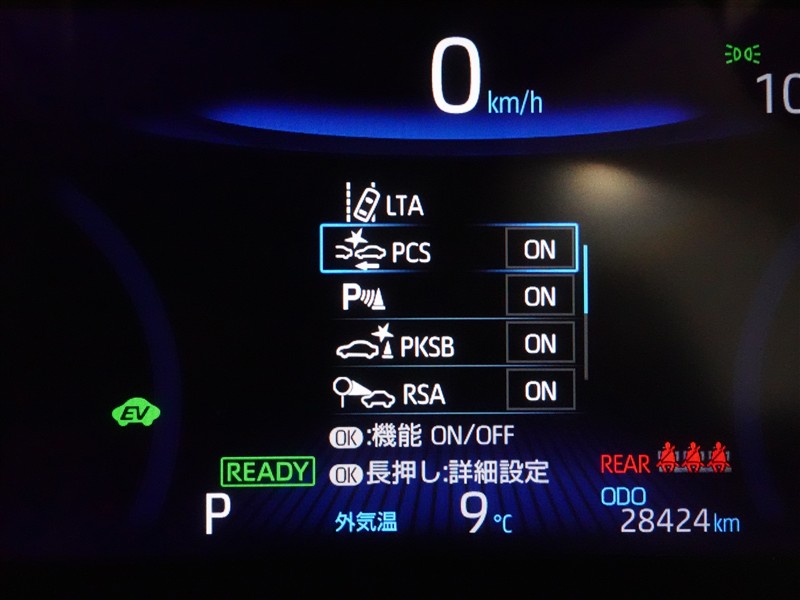 0 km/h
10
LTA
PCS ON
P ON
PKSB ON
RSA ON
OK:機能 ON/OFF
OK長押し:詳細設定
EV
READY
REAR
P
外気温 9℃
ODO
28424km